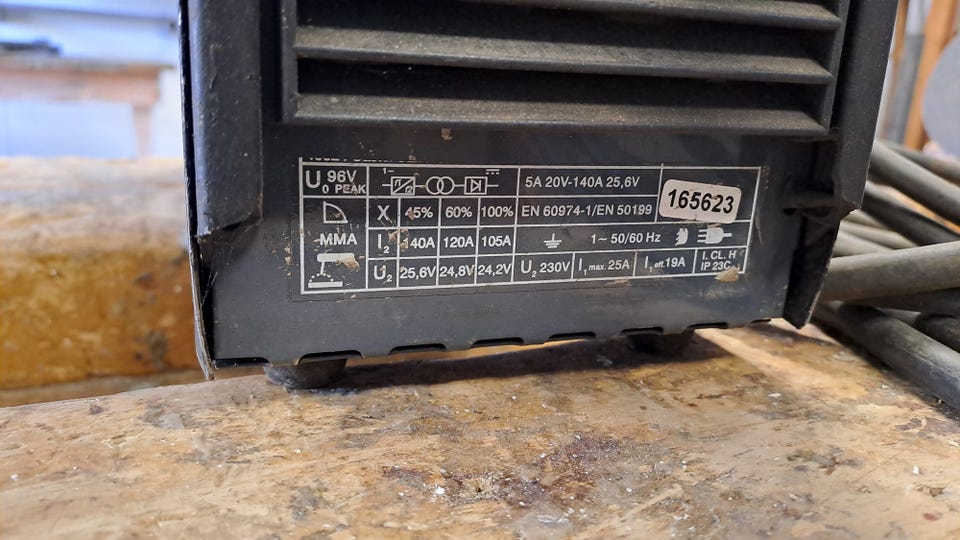 U₀ 96V PEAK
1~
5A 20V-140A 25,6V
165623
MMA
X 45% 60% 100%
EN 60974-1/EN 50199
I₂ 140A 120A 105A
1~ 50/60 Hz
U₂ 25,6V 24,8V 24,2V
U₂ 230V I₁ max. 25A I₁ eff. 19A
I. CL. H
IP 23C